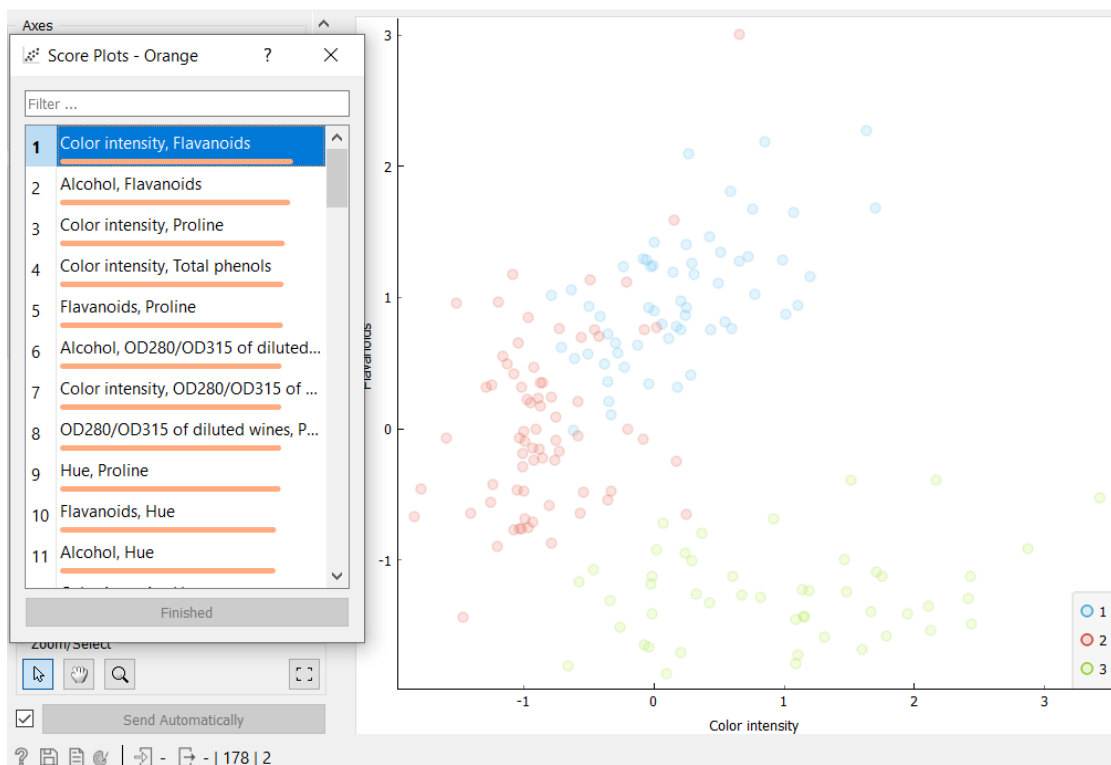 Axes
Score Plots - Orange ? ×
Filter ...
1 Color intensity, Flavanoids
2 Alcohol, Flavanoids
3 Color intensity, Proline
4 Color intensity, Total phenols
5 Flavanoids, Proline
6 Alcohol, OD280/OD315 of diluted...
7 Color intensity, OD280/OD315 of ...
8 OD280/OD315 of diluted wines, P...
9 Hue, Proline
10 Flavanoids, Hue
11 Alcohol, Hue
Finished
Zoom/Select
Send Automatically
? - - | 178 | 2
3
2
1
0
-1
Flavanoids
-1 0 1 2 3
Color intensity
1
2
3